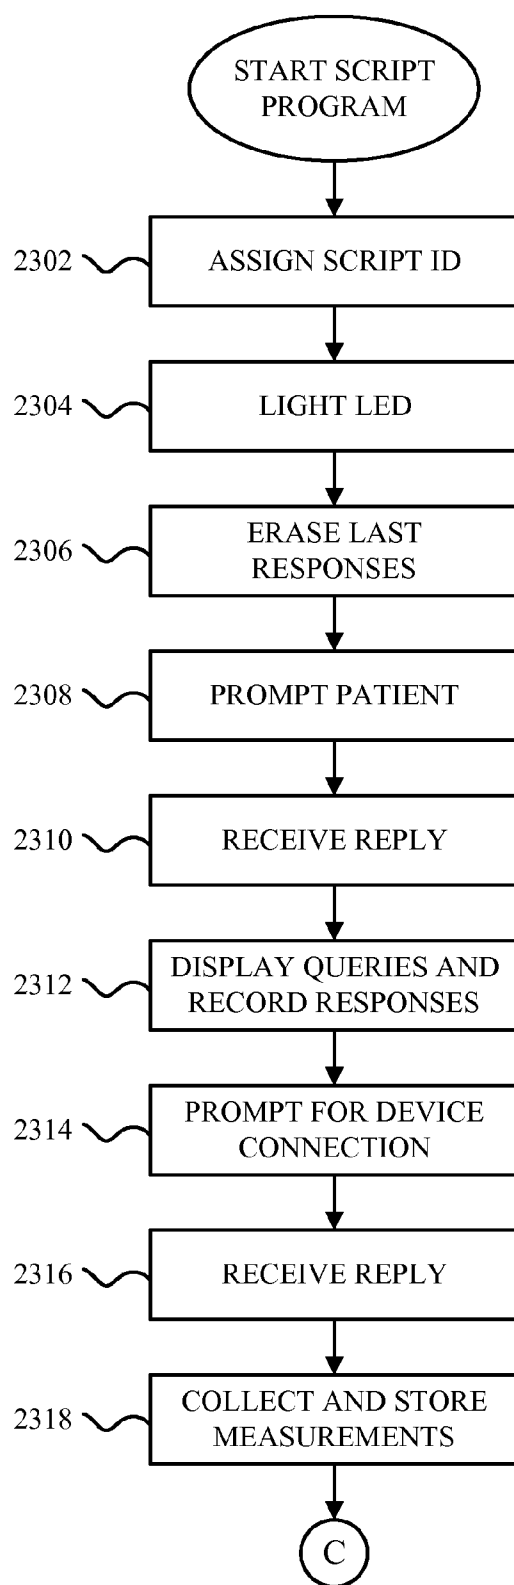 START SCRIPT
PROGRAM
2302
ASSIGN SCRIPT ID
2304
LIGHT LED
2306
ERASE LAST
RESPONSES
2308
PROMPT PATIENT
2310
RECEIVE REPLY
2312
DISPLAY QUERIES AND
RECORD RESPONSES
2314
PROMPT FOR DEVICE
CONNECTION
2316
RECEIVE REPLY
2318
COLLECT AND STORE
MEASUREMENTS
C